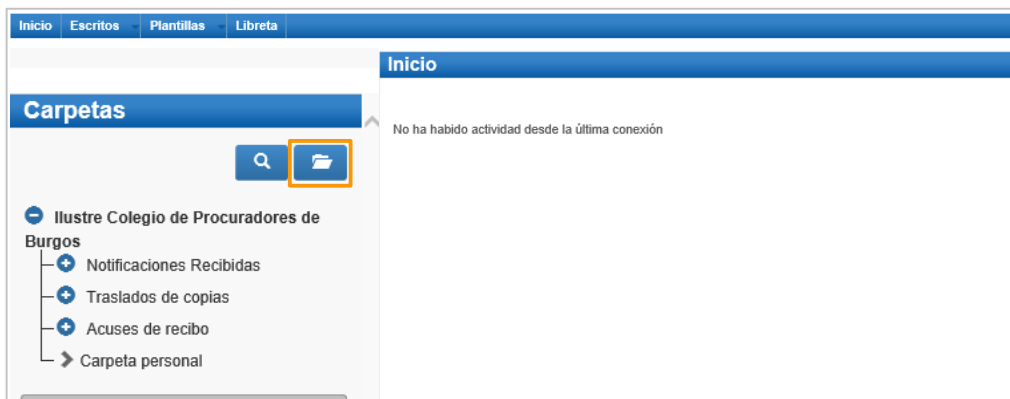 Inicio Escritos Plantillas Libreta
Inicio
Carpetas
No ha habido actividad desde la última conexión
Ilustre Colegio de Procuradores de
Burgos
Notificaciones Recibidas
Traslados de copias
Acuses de recibo
Carpeta personal